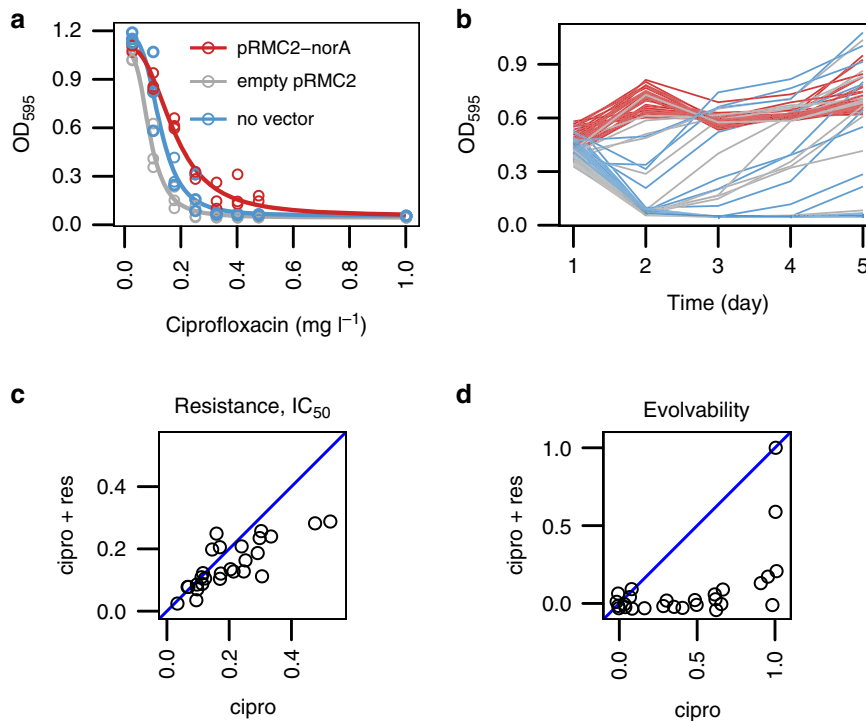 a
1.2
0.9
0.6
0.3
0.0
OD595
pRMC2−norA
empty pRMC2
no vector
0.0
0.2
0.4
0.6
0.8
1.0
Ciprofloxacin (mg l−1)
b
0.9
0.6
0.3
0.0
OD595
1
2
3
4
5
Time (day)
c
Resistance, IC50
0.4
0.2
0.0
cipro + res
0.0
0.2
0.4
cipro
d
Evolvability
1.0
0.5
0.0
cipro + res
0.0
0.5
1.0
cipro